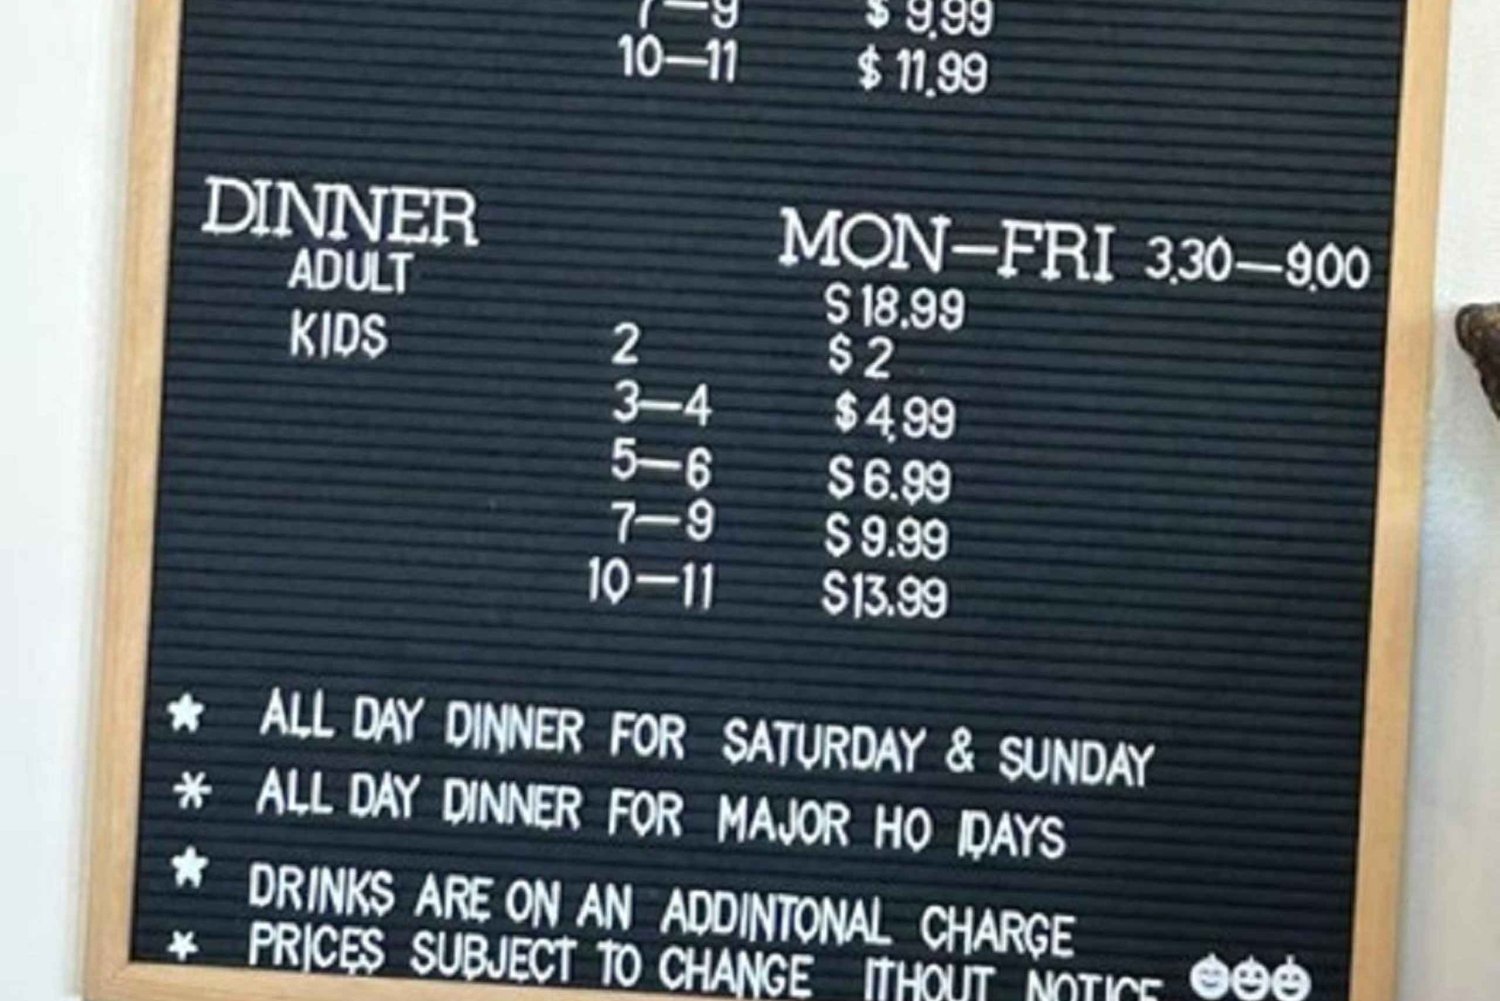 7—9 $ 9.99
10—11 $ 11.99
DINNER MON—FRI 3.30—9.00
ADULT $ 18.99
KIDS 2 $ 2
3—4 $ 4.99
5—6 $ 6.99
7—9 $ 9.99
10—11 $13.99
★ ALL DAY DINNER FOR SATURDAY & SUNDAY
* ALL DAY DINNER FOR MAJOR HO IDAYS
★ DRINKS ARE ON AN ADDINTONAL CHARGE
★ PRICES SUBJECT TO CHANGE ITHOUT NOTICE 🎃🎃🎃